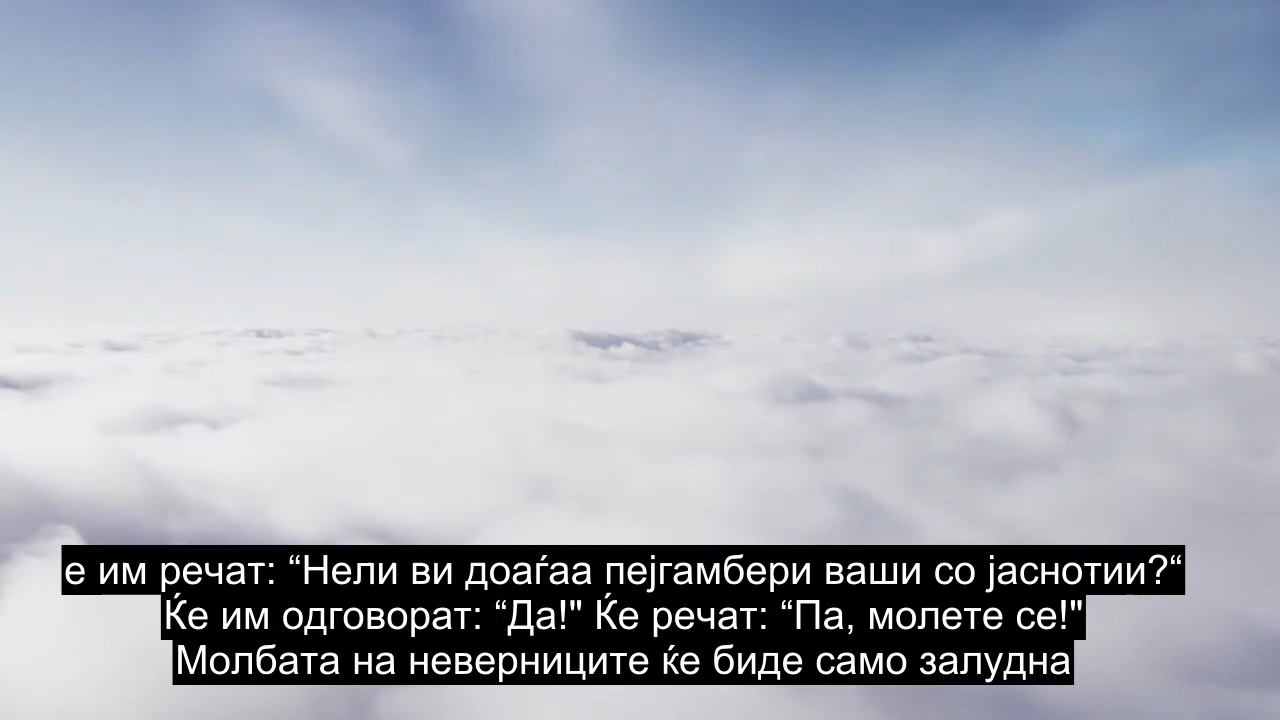 е им речат: “Нели ви доаѓаа пејгамбери ваши со јаснотии?“
Ќе им одговорат: “Да!" Ќе речат: “Па, молете се!"
Молбата на неверниците ќе биде само залудна